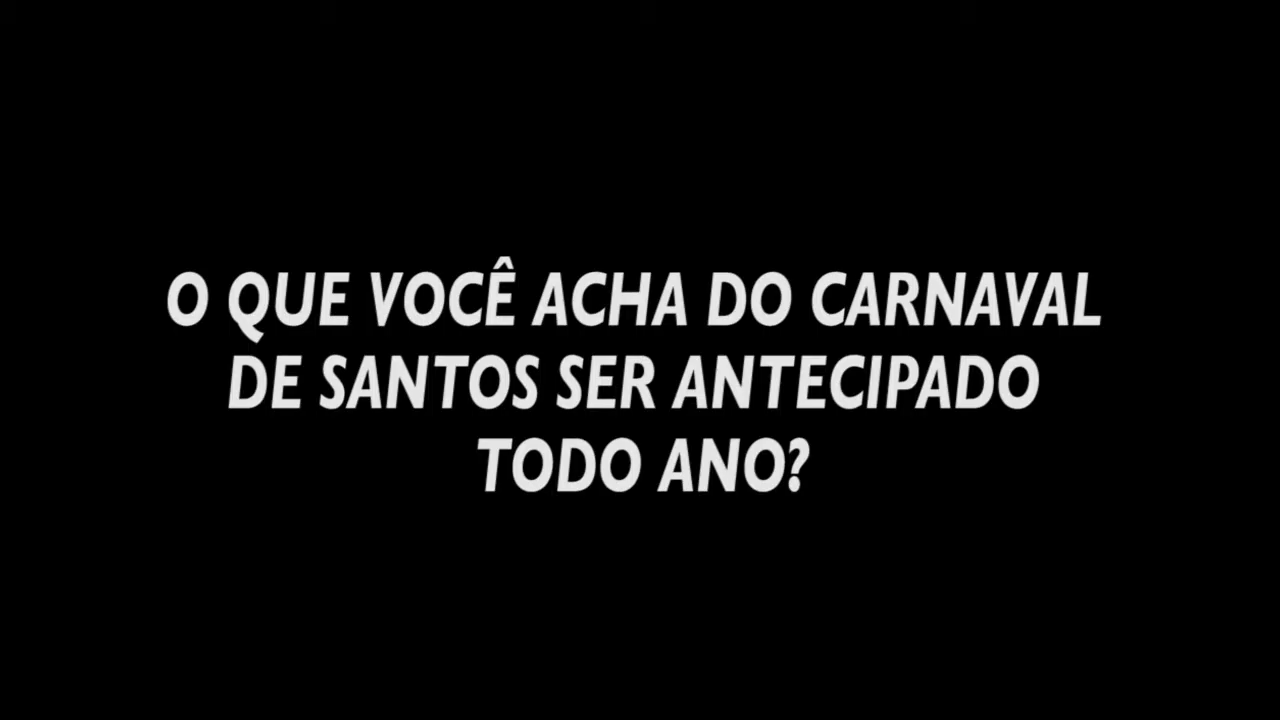 O QUE VOCÊ ACHA DO CARNAVAL
DE SANTOS SER ANTECIPADO
TODO ANO?